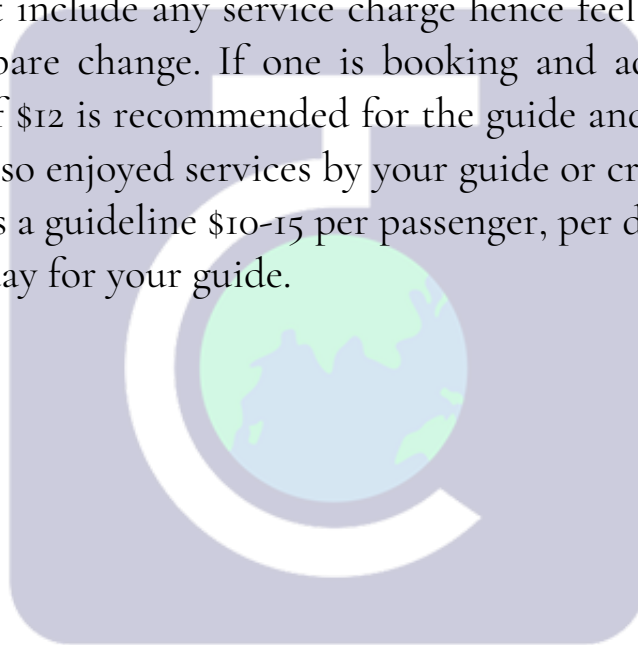 include any service charge hence feel
change. If one is booking and
$12 is recommended for the guide and
so enjoyed services by your guide or
a guideline $10-15 per passenger, per
for your guide.